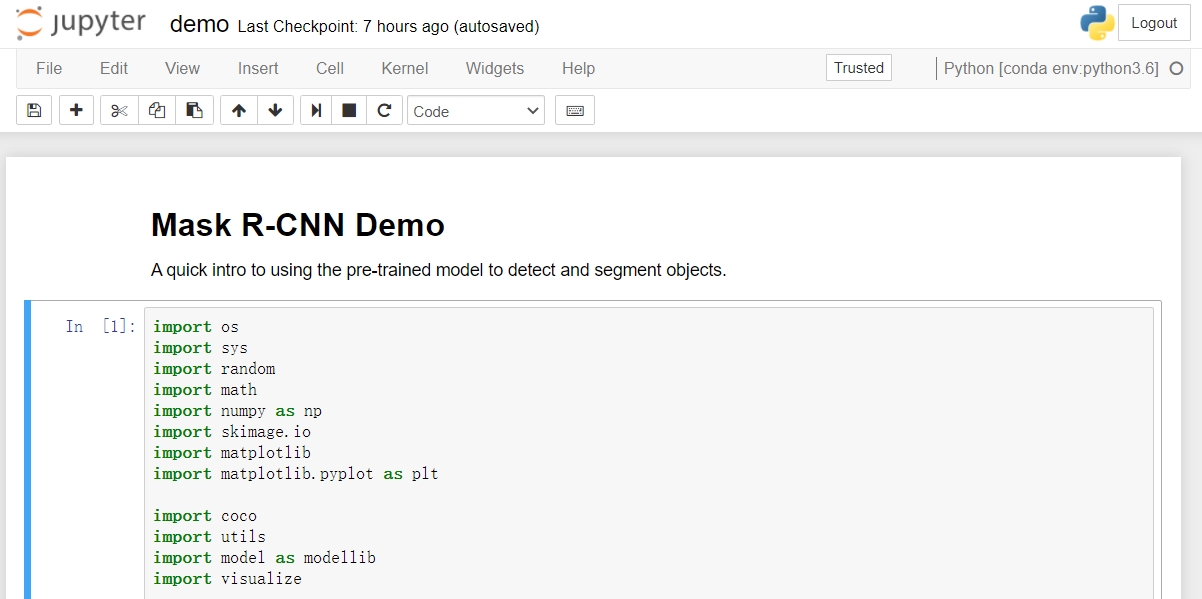 jupyter demo Last Checkpoint: 7 hours ago (autosaved) Logout
File Edit View Insert Cell Kernel Widgets Help Trusted Python [conda env:python3.6]
Code
Mask R-CNN Demo
A quick intro to using the pre-trained model to detect and segment objects.
In [1]: import os
import sys
import random
import math
import numpy as np
import skimage.io
import matplotlib
import matplotlib.pyplot as plt
import coco
import utils
import model as modellib
import visualize